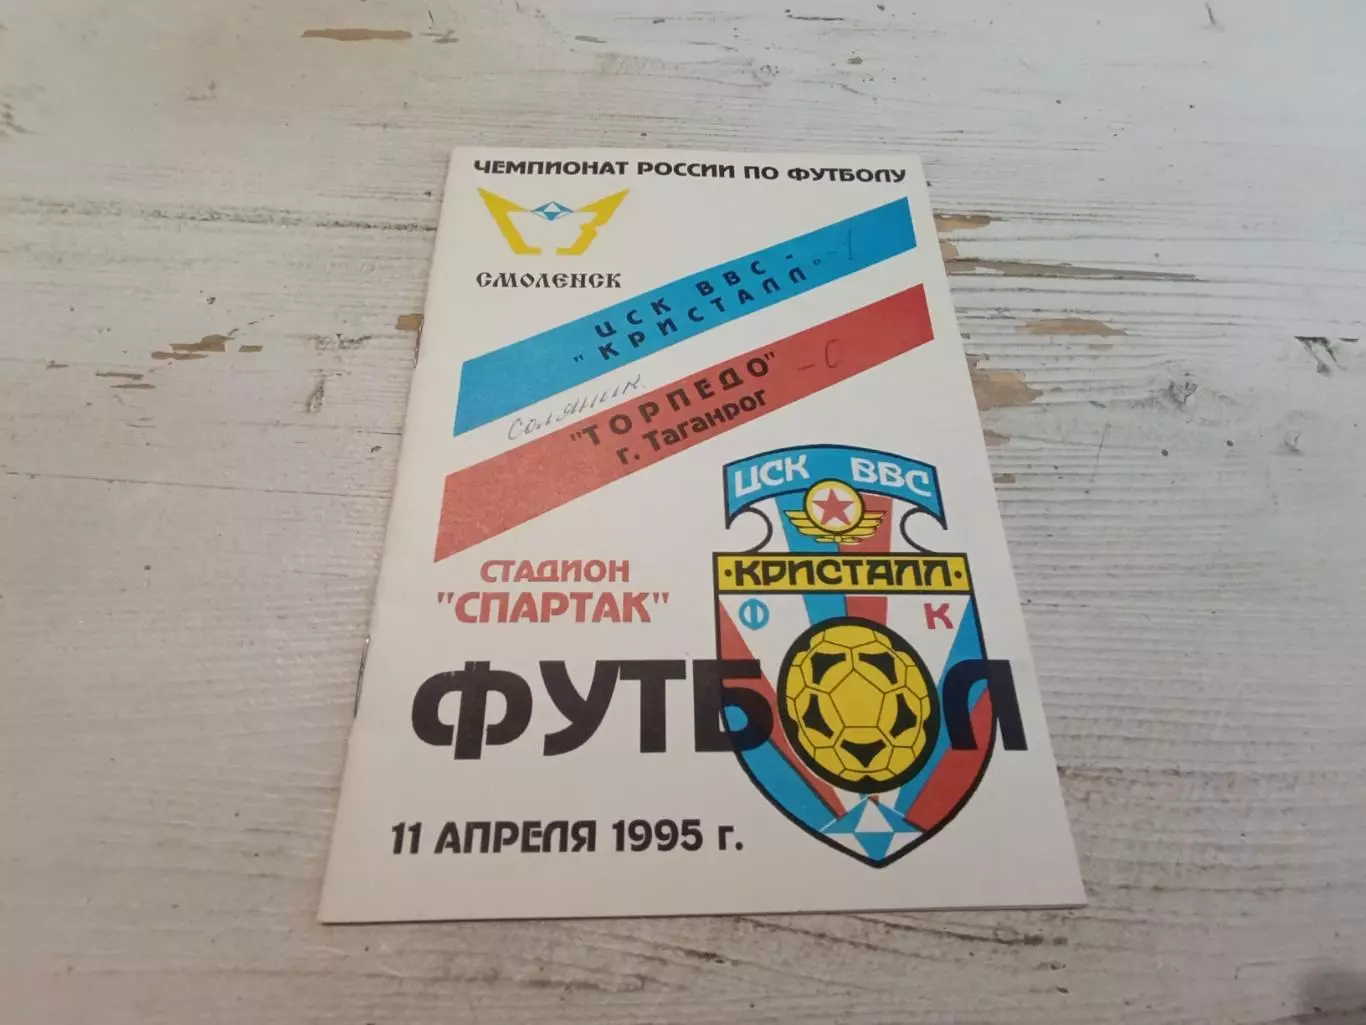 ЧЕМПИОНАТ РОССИИ ПО ФУТБОЛУ
СМОЛЕНСК
ЦСК ВВС -
"КРИСТАЛЛ" -1
Соляник.
"ТОРПЕДО" -0
г. Таганрог
ЦСК ВВС
·КРИСТАЛЛ·
Ф К
СТАДИОН
"СПАРТАК"
ФУТБОЛ
11 АПРЕЛЯ 1995 г.